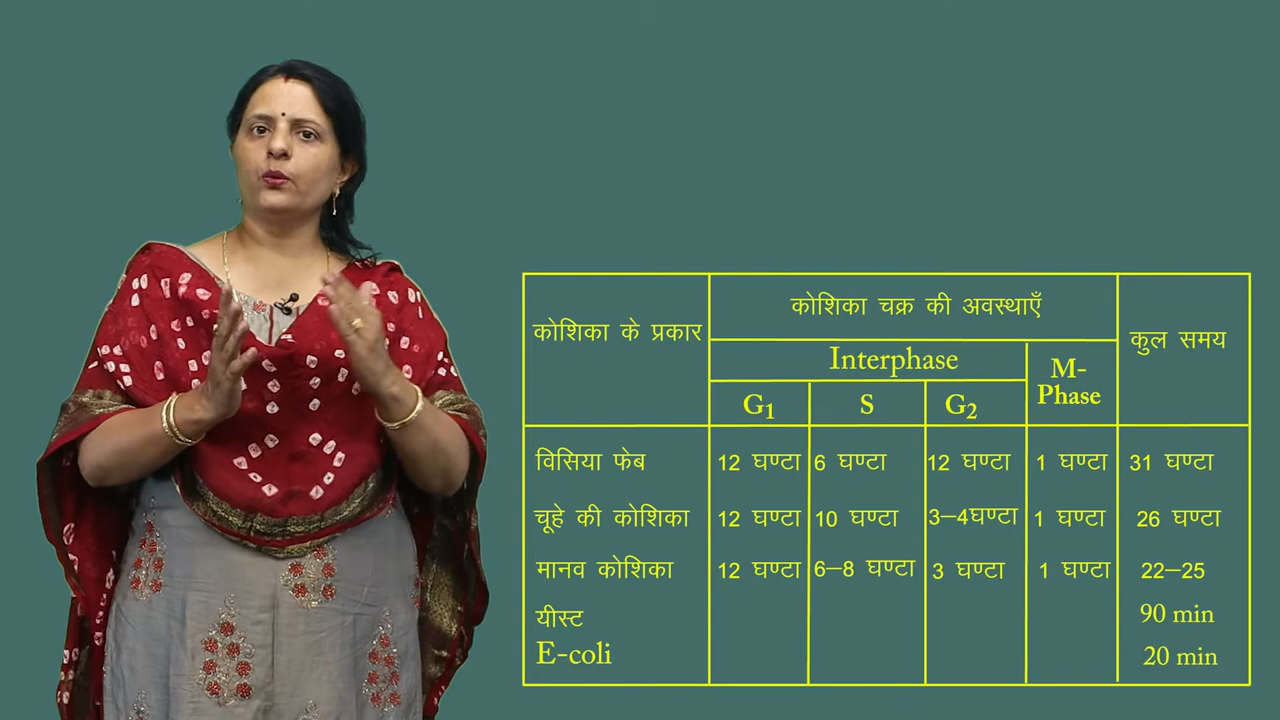 कोशिका के प्रकार कोशिका चक्र की अवस्थाएँ कुल समय
Interphase M-Phase
G₁ S G₂
विसिया फेब 12 घण्टा 6 घण्टा 12 घण्टा 1 घण्टा 31 घण्टा
चूहे की कोशिका 12 घण्टा 10 घण्टा 3–4घण्टा 1 घण्टा 26 घण्टा
मानव कोशिका 12 घण्टा 6–8 घण्टा 3 घण्टा 1 घण्टा 22–25
यीस्ट 90 min
E-coli 20 min